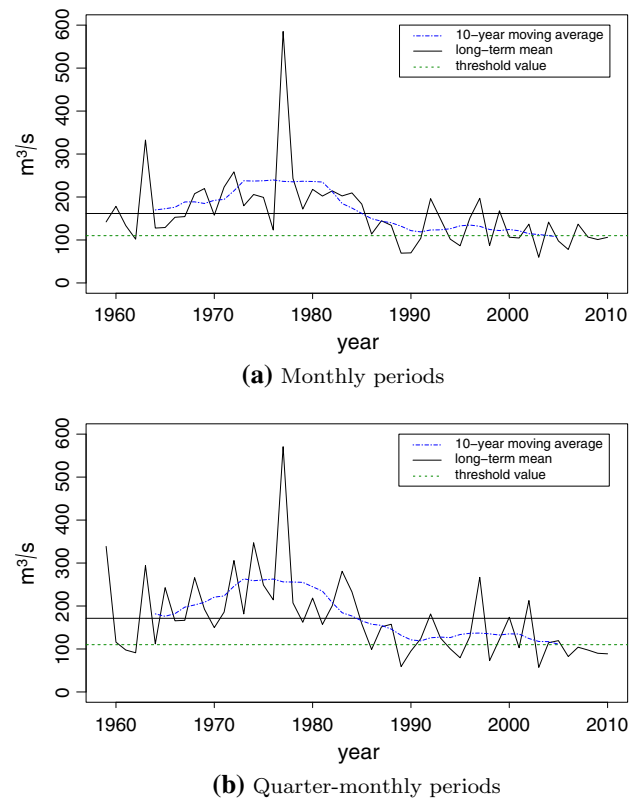 m³/s
600
500
400
300
200
100
0
10−year moving average
long−term mean
threshold value
1960 1970 1980 1990 2000 2010
year
(a) Monthly periods
m³/s
600
500
400
300
200
100
0
10−year moving average
long−term mean
threshold value
1960 1970 1980 1990 2000 2010
year
(b) Quarter-monthly periods